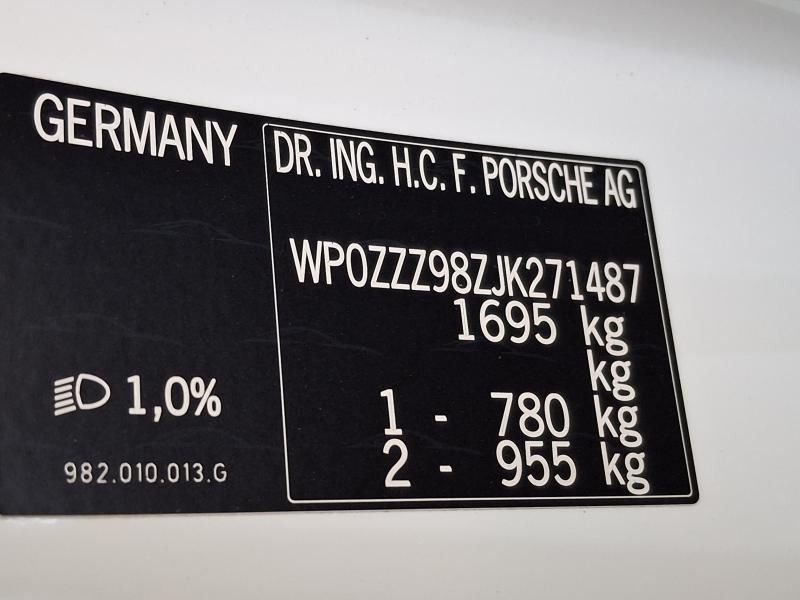 GERMANY
DR. ING. H.C. F. PORSCHE AG
WP0ZZZ98ZJK271487
1695 kg
kg
1 - 780 kg
2 - 955 kg
1,0%
982.010.013.G